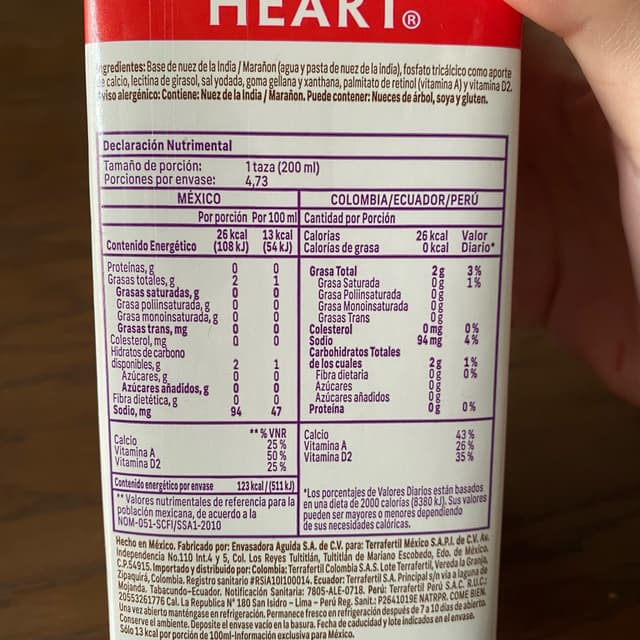 HEART®
Ingredientes: Base de nuez de la India / Marañon (agua y pasta de nuez de la india), fosfato tricálcico como aporte
de calcio, lecitina de girasol, sal yodada, goma gellana y xanthana, palmitato de retinol (vitamina A) y vitamina D2.
Aviso alergénico: Contiene: Nuez de la India / Marañon. Puede contener: Nueces de árbol, soya y gluten.
Declaración Nutrimental
Tamaño de porción: 1 taza (200 ml)
Porciones por envase: 4,73
MÉXICO
Por porción Por 100 ml
Contenido Energético 26 kcal (108 kJ) 13 kcal (54 kJ)
Proteínas, g 0 0
Grasas totales, g 2 1
Grasas saturadas, g 0 0
Grasa poliinsaturada, g 0 0
Grasa monoinsaturada, g 0 0
Grasas trans, mg 0 0
Colesterol, mg 0 0
Hidratos de carbono
disponibles, g 2 1
Azúcares, g 0 0
Azúcares añadidos, g 0 0
Fibra dietética, g 0 0
Sodio, mg 94 47
** % VNR
Calcio 25 %
Vitamina A 50 %
Vitamina D2 25 %
Contenido energético por envase 123 kcal / (511 kJ)
** Valores nutrimentales de referencia para la
población mexicana, de acuerdo a la
NOM-051-SCFI/SSA1-2010
COLOMBIA/ECUADOR/PERÚ
Cantidad por Porción
Calorías 26 kcal Valor
Calorías de grasa 0 kcal Diario*
Grasa Total 2 g 3 %
Grasa Saturada 0 g 1 %
Grasa Poliinsaturada 0 g
Grasa Monoinsaturada 0 g
Grasas Trans 0 g
Colesterol 0 mg 0 %
Sodio 94 mg 4 %
Carbohidratos Totales
de los cuales 2 g 1 %
Fibra dietaria 0 g 0 %
Azúcares 0 g
Azúcares añadidos 0 g
Proteína 0 g 0 %
Calcio 43 %
Vitamina A 26 %
Vitamina D2 35 %
*Los porcentajes de Valores Diarios están basados
en una dieta de 2000 calorías (8380 kJ). Sus valores
pueden ser mayores o menores dependiendo
de sus necesidades calóricas.
Hecho en México. Fabricado por: Envasadora Aguida S.A. de C.V. para: Terrafertil México S.A.P.I. de C.V. Av.
Independencia No.110 Int.4 y 5, Col. Los Reyes Tultitlán, Tultitlán de Mariano Escobedo, Edo. de México.
C.P.54915. Importado y distribuido por: Colombia: Terrafertil Colombia S.A.S. Lote Terrafertil, Vereda la Granja,
Zipaquirá, Colombia. Registro sanitario #RSIA10I100014. Ecuador: Terrafertil S.A. Principal s/n vía a laguna de
Mojanda. Tabacundo-Ecuador. Notificación Sanitaria: 7805-ALE-0718. Perú: Terrafertil Perú S.A.C. R.U.C.:
20553261776 Cal. La Republica N° 180 San Isidro – Lima – Perú Reg. Sanit: P2641019E NATRPR. COME BIEN.
Una vez abierto manténgase en refrigeración. Permanece fresco en refrigeración después de 7 a 10 días de abierto.
Conserve el ambiente. Deposite el envase vacío en la basura. Fecha de caducidad y lote indicados en el envase.
Sólo 13 kcal por porción de 100ml-Información exclusiva para México.